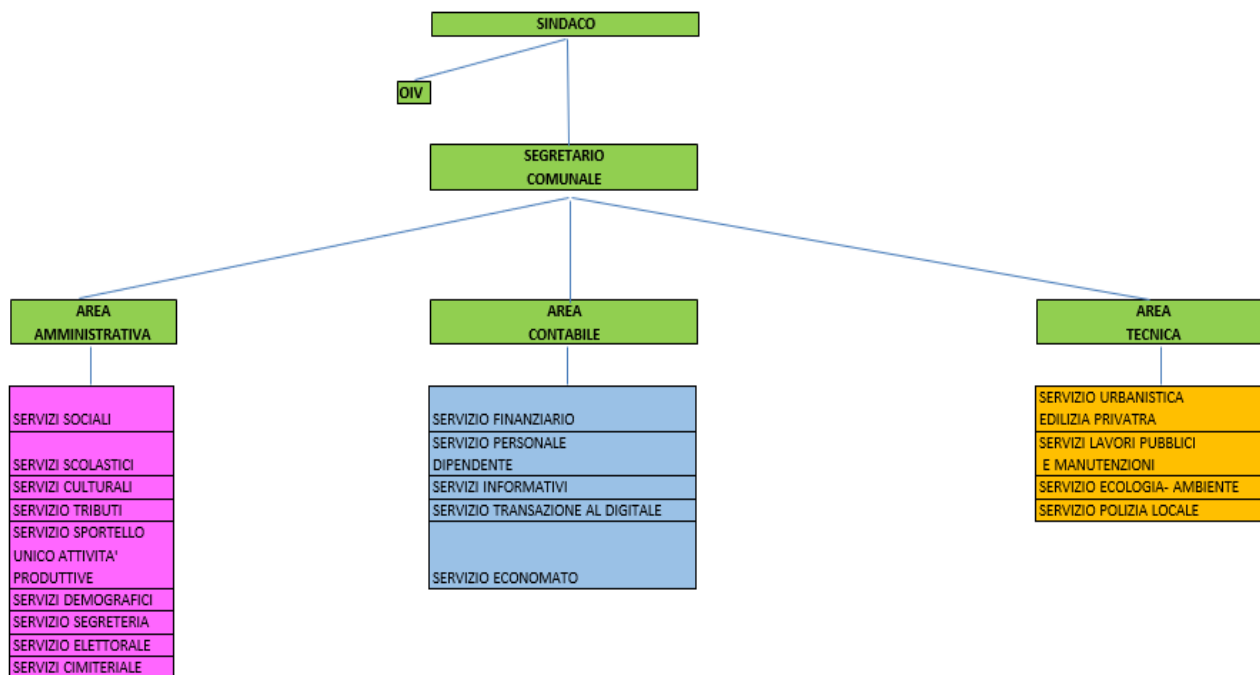 SINDACO
OIV
SEGRETARIO
COMUNALE
AREA
AMMINISTRATIVA
AREA
CONTABILE
AREA
TECNICA
SERVIZI SOCIALI
SERVIZI SCOLASTICI
SERVIZI CULTURALI
SERVIZIO TRIBUTI
SERVIZIO SPORTELLO
UNICO ATTIVITA'
PRODUTTIVE
SERVIZI DEMOGRAFICI
SERVIZIO SEGRETERIA
SERVIZIO ELETTORALE
SERVIZI CIMITERIALE
SERVIZIO FINANZIARIO
SERVIZIO PERSONALE
DIPENDENTE
SERVIZI INFORMATIVI
SERVIZIO TRANSAZIONE AL DIGITALE
SERVIZIO ECONOMATO
SERVIZIO URBANISTICA
EDILIZIA PRIVATRA
SERVIZI LAVORI PUBBLICI
E MANUTENZIONI
SERVIZIO ECOLOGIA- AMBIENTE
SERVIZIO POLIZIA LOCALE